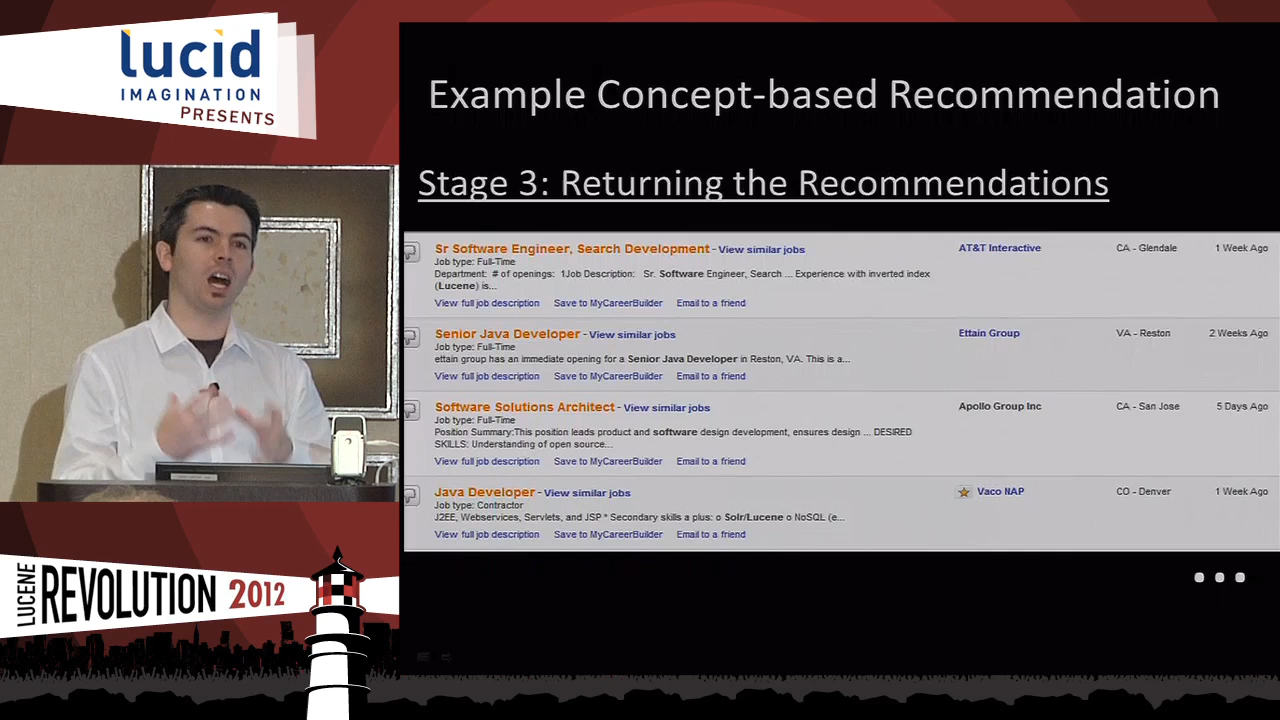 lucid
IMAGINATION
PRESENTS
Example Concept-based Recommendation
Stage 3: Returning the Recommendations
Sr Software Engineer, Search Development - View similar jobs AT&T Interactive CA - Glendale 1 Week Ago
Job type: Full-Time
Department: # of openings: 1Job Description: Sr. Software Engineer, Search ... Experience with inverted index
(Lucene) is...
View full job description Save to MyCareerBuilder Email to a friend
Senior Java Developer - View similar jobs Ettain Group VA - Reston 2 Weeks Ago
Job type: Full-Time
ettain group has an immediate opening for a Senior Java Developer in Reston, VA. This is a...
View full job description Save to MyCareerBuilder Email to a friend
Software Solutions Architect - View similar jobs Apollo Group Inc CA - San Jose 5 Days Ago
Job type: Full-Time
Position Summary:This position leads product and software design development, ensures design ... DESIRED
SKILLS: Understanding of open source...
View full job description Save to MyCareerBuilder Email to a friend
Java Developer - View similar jobs Vaco NAP CO - Denver 1 Week Ago
Job type: Contractor
J2EE, Webservices, Servlets, and JSP * Secondary skills a plus: o Solr/Lucene o NoSQL (e...
View full job description Save to MyCareerBuilder Email to a friend
...
LUCENE
REVOLUTION 2012